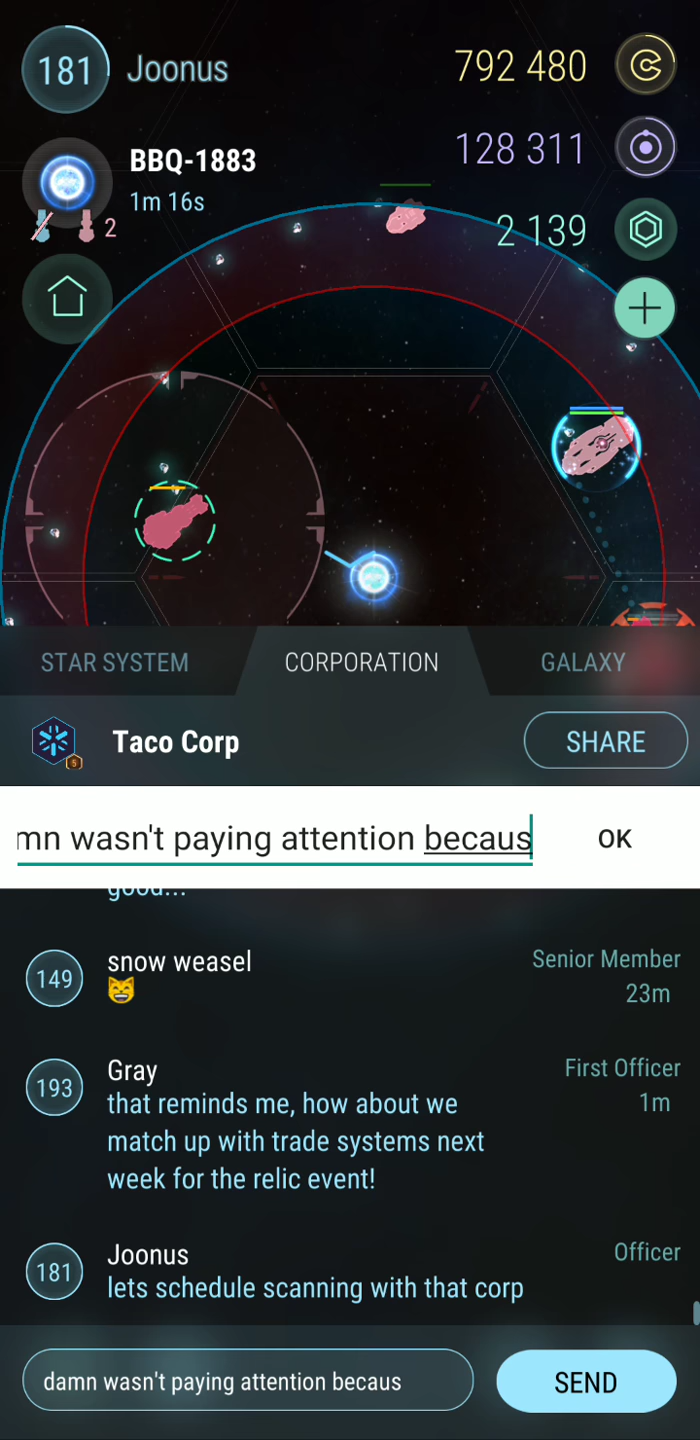 181 Joonus 792 480
BBQ-1883 128 311
1m 16s
2 2 139
STAR SYSTEM CORPORATION GALAXY
Taco Corp SHARE
5
mn wasn't paying attention becaus OK
good...
snow weasel Senior Member
149 😸 23m
Gray First Officer
193 that reminds me, how about we 1m
match up with trade systems next
week for the relic event!
Joonus Officer
181 lets schedule scanning with that corp
damn wasn't paying attention becaus SEND